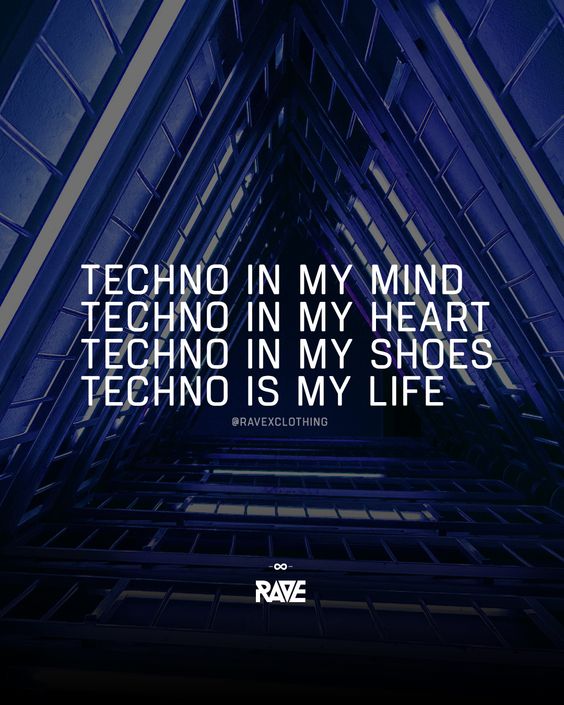 TECHNO IN MY MIND
TECHNO IN MY HEART
TECHNO IN MY SHOES
TECHNO IS MY LIFE
@RAVEXCLOTHING
RAVE